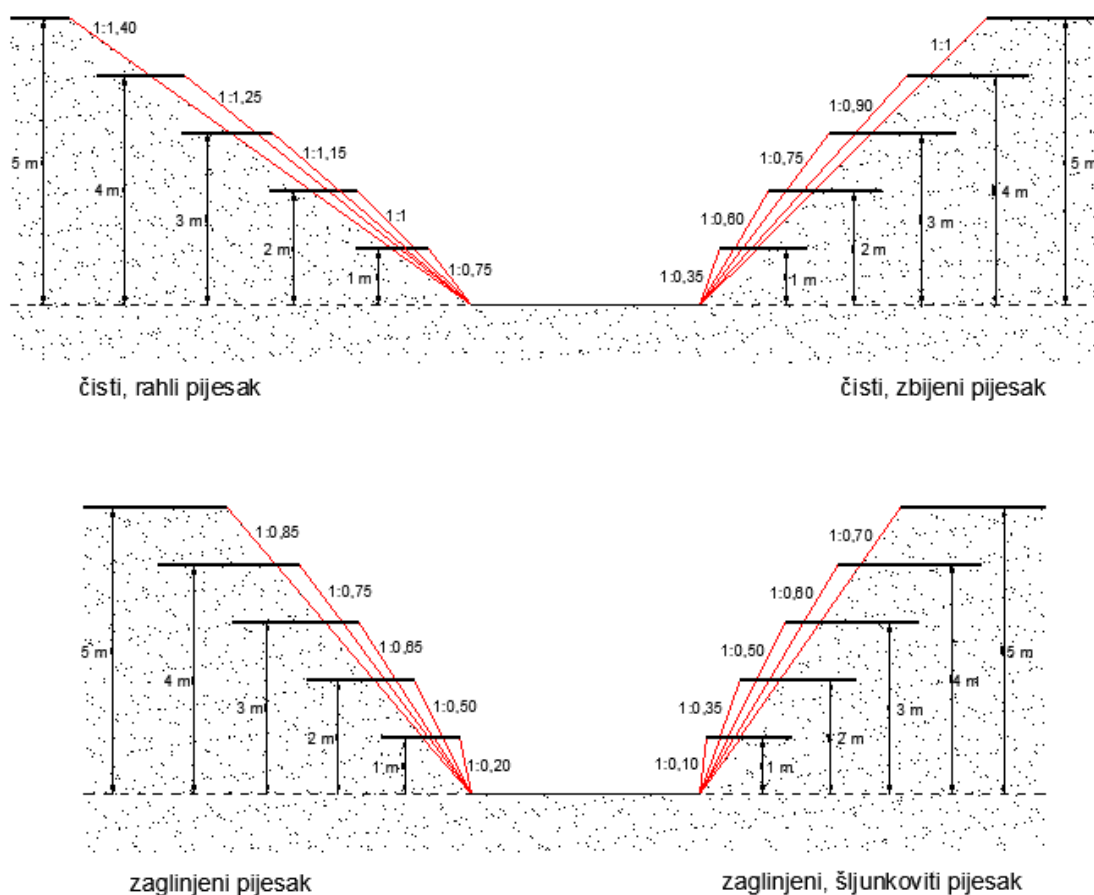 1:1,40
1:1
1:1,25
1:0,90
1:1,15
1:0,75
5 m
5 m
4 m
4 m
3 m
3 m
1:1
1:0,60
2 m
2 m
1 m
1:0,75
1:0,35
1 m
čisti, rahli pijesak
čisti, zbijeni pijesak
1:0,85
1:0,70
1:0,75
1:0,60
1:0,65
1:0,50
5 m
5 m
4 m
4 m
3 m
3 m
1:0,50
1:0,35
2 m
2 m
1 m
1:0,20
1:0,10
1 m
zaglinjeni pijesak
zaglinjeni, šljunkoviti pijesak